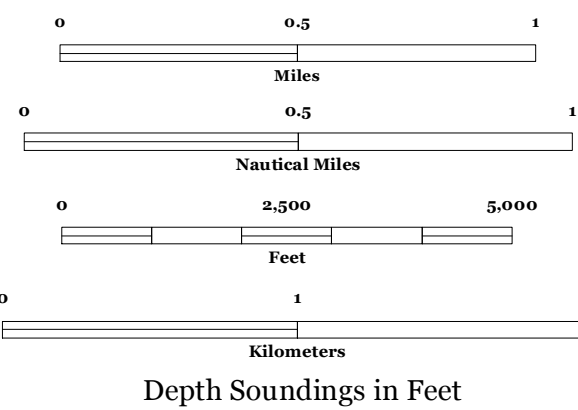 0 0.5 1
Miles
0 0.5 1
Nautical Miles
0 2,500 5,000
Feet
0 1
Kilometers
Depth Soundings in Feet